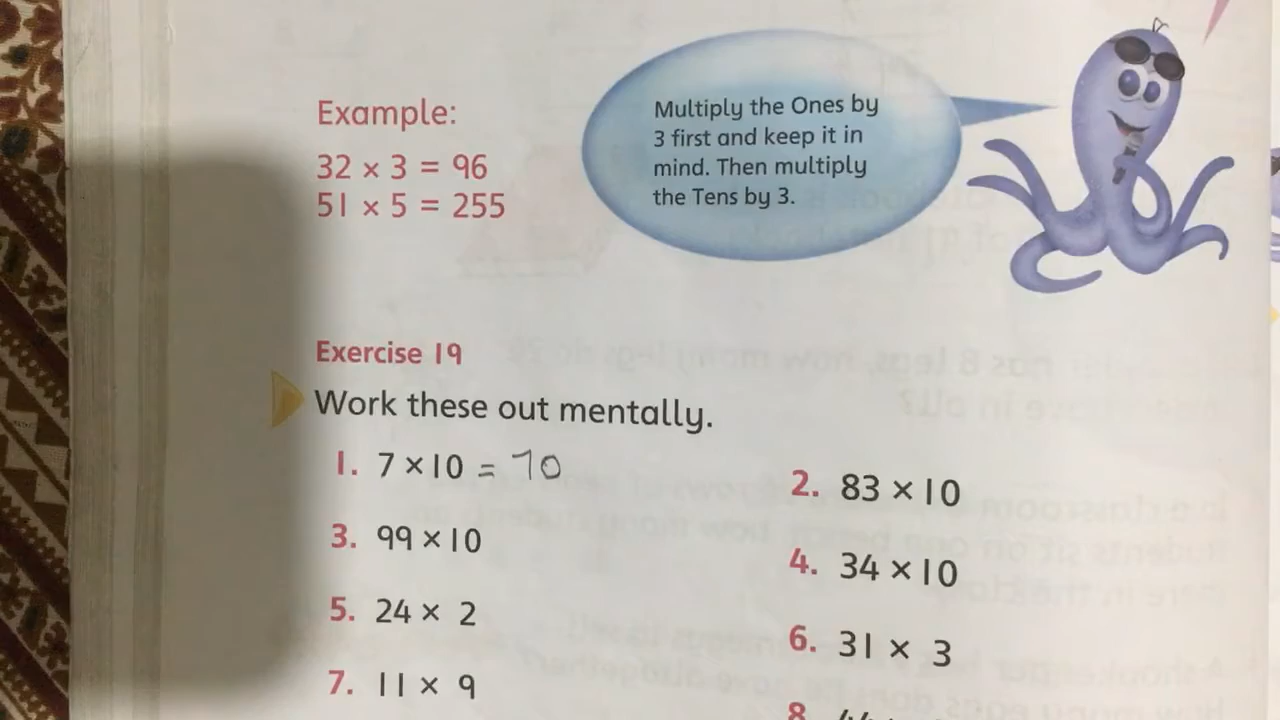 Example:
32 × 3 = 96
51 × 5 = 255
Multiply the Ones by
3 first and keep it in
mind. Then multiply
the Tens by 3.
Exercise 19
Work these out mentally.
1. 7 × 10 = 70
2. 83 × 10
3. 99 × 10
4. 34 × 10
5. 24 × 2
6. 31 × 3
7. 11 × 9
8